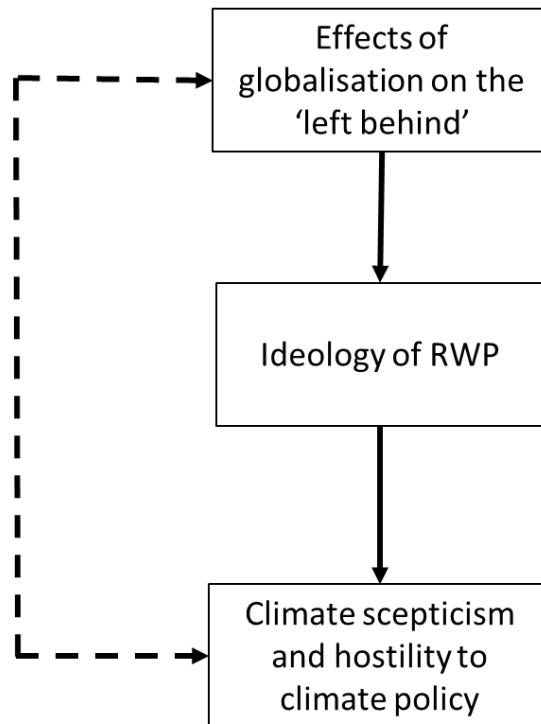 Effects of
globalisation on the
‘left behind’
Ideology of RWP
Climate scepticism
and hostility to
climate policy